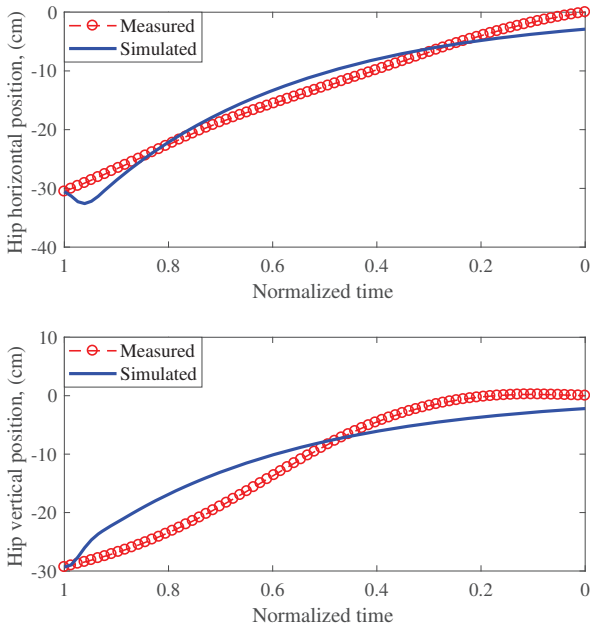 0
-10
-20
-30
-40
Hip horizontal position, (cm)
Measured
Simulated
1 0.8 0.6 0.4 0.2 0
Normalized time
10
0
-10
-20
-30
Hip vertical position, (cm)
Measured
Simulated
1 0.8 0.6 0.4 0.2 0
Normalized time